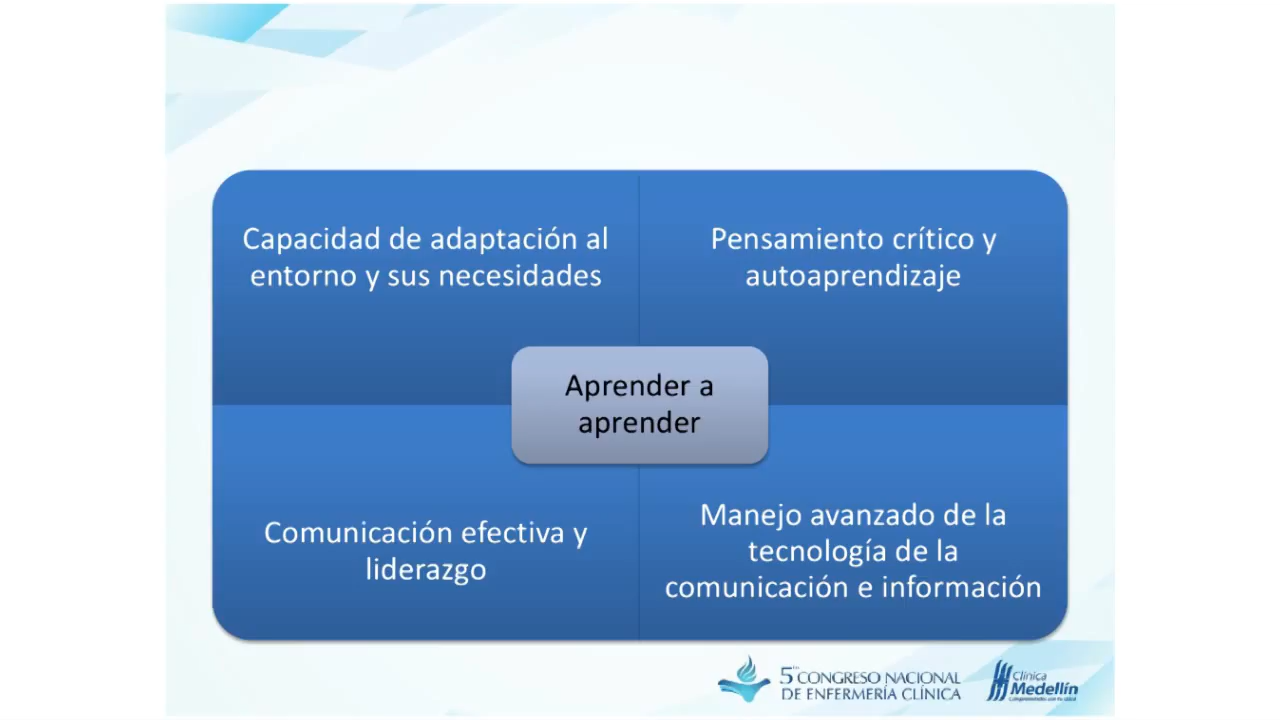 Capacidad de adaptación al
entorno y sus necesidades
Pensamiento crítico y
autoaprendizaje
Aprender a
aprender
Comunicación efectiva y
liderazgo
Manejo avanzado de la
tecnología de la
comunicación e información
5 CONGRESO NACIONAL
DE ENFERMERÍA CLÍNICA
Clínica
Medellín